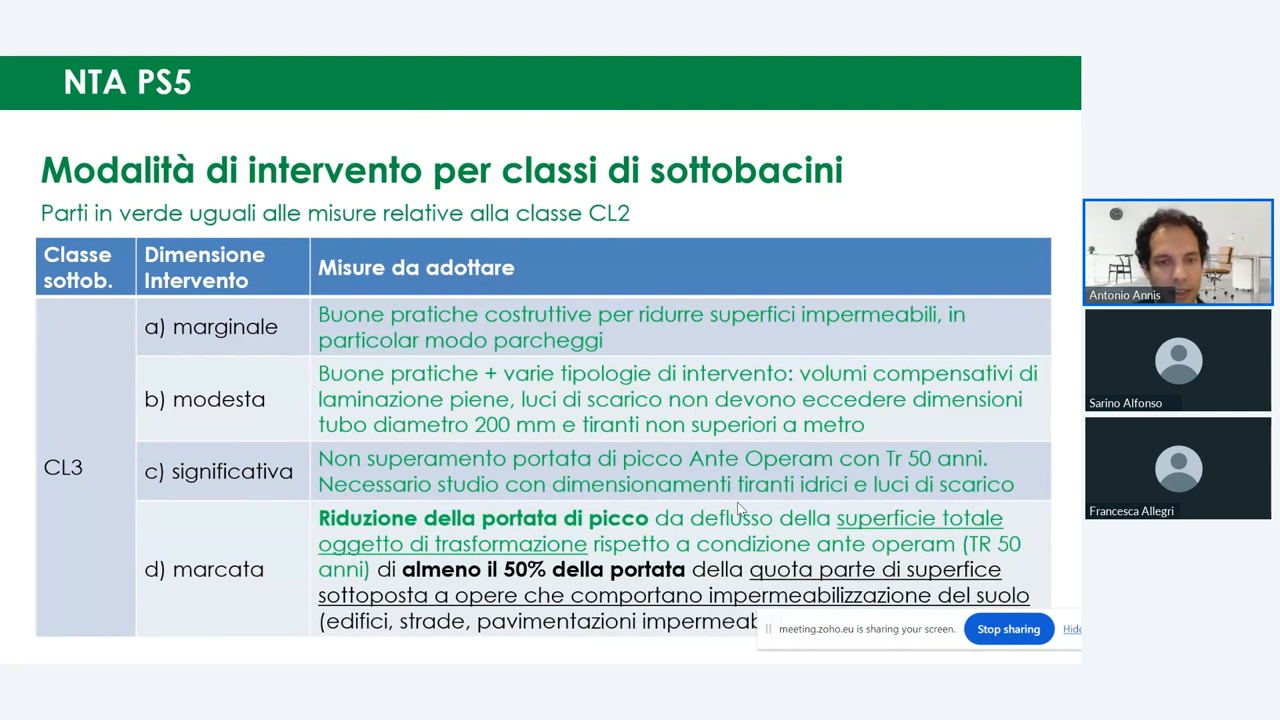 NTA PS5
Modalità di intervento per classi di sottobacini
Parti in verde uguali alle misure relative alla classe CL2
Classe sottob.
Dimensione Intervento
Misure da adottare
CL3
a) marginale
Buone pratiche costruttive per ridurre superfici impermeabili, in
particolar modo parcheggi
b) modesta
Buone pratiche + varie tipologie di intervento: volumi compensativi di
laminazione piene, luci di scarico non devono eccedere dimensioni
tubo diametro 200 mm e tiranti non superiori a metro
c) significativa
Non superamento portata di picco Ante Operam con Tr 50 anni.
Necessario studio con dimensionamenti tiranti idrici e luci di scarico
d) marcata
Riduzione della portata di picco da deflusso della superficie totale
oggetto di trasformazione rispetto a condizione ante operam (TR 50
anni) di almeno il 50% della portata della quota parte di superfice
sottoposta a opere che comportano impermeabilizzazione del suolo
(edifici, strade, pavimentazioni impermeab
meeting.zoho.eu is sharing your screen.
Stop sharing
Hide
Antonio Annis
Sarino Alfonso
Francesca Allegri